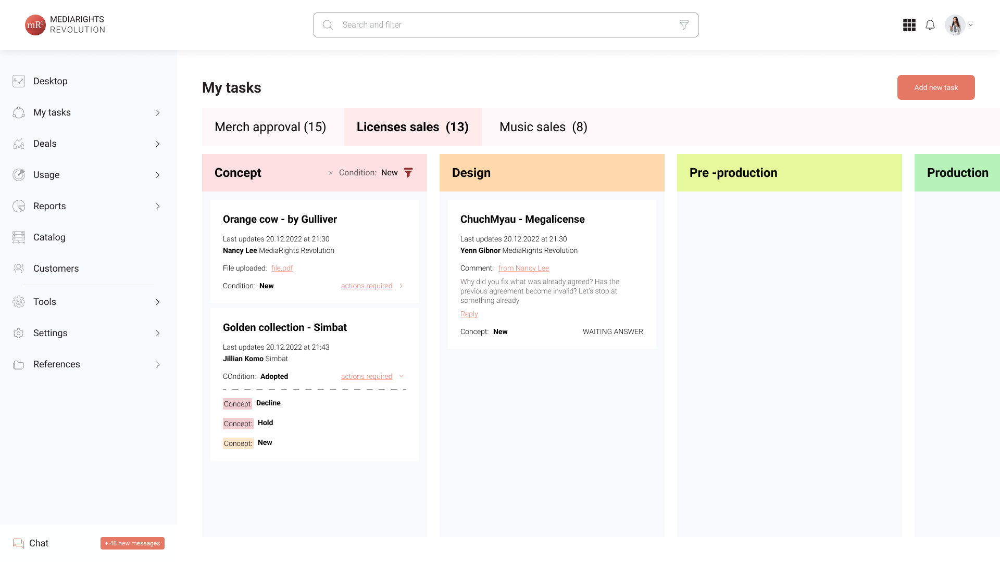 mR²
MEDIARIGHTS
REVOLUTION
Search and filter
Desktop
My tasks
Deals
Usage
Reports
Catalog
Customers
Tools
Settings
References
Chat
+ 48 new messages
My tasks
Add new task
Merch approval (15)
Licenses sales (13)
Music sales (8)
Concept
× Condition: New
Orange cow - by Gulliver
Last updates 20.12.2022 at 21:30
Nancy Lee MediaRights Revolution
File uploaded: file.pdf
Condition: New
actions required
Golden collection - Simbat
Last updates 20.12.2022 at 21:43
Jillian Komo Simbat
COndition: Adopted
actions required
Concept Decline
Concept: Hold
Concept: New
Design
ChuchMyau - Megalicense
Last updates 20.12.2022 at 21:30
Yenn Gibnor MediaRights Revolution
Comment: from Nancy Lee
Why did you fix what was already agreed? Has the
previous agreement become invalid? Let's stop at
something already
Reply
Concept: New
WAITING ANSWER
Pre -production
Production